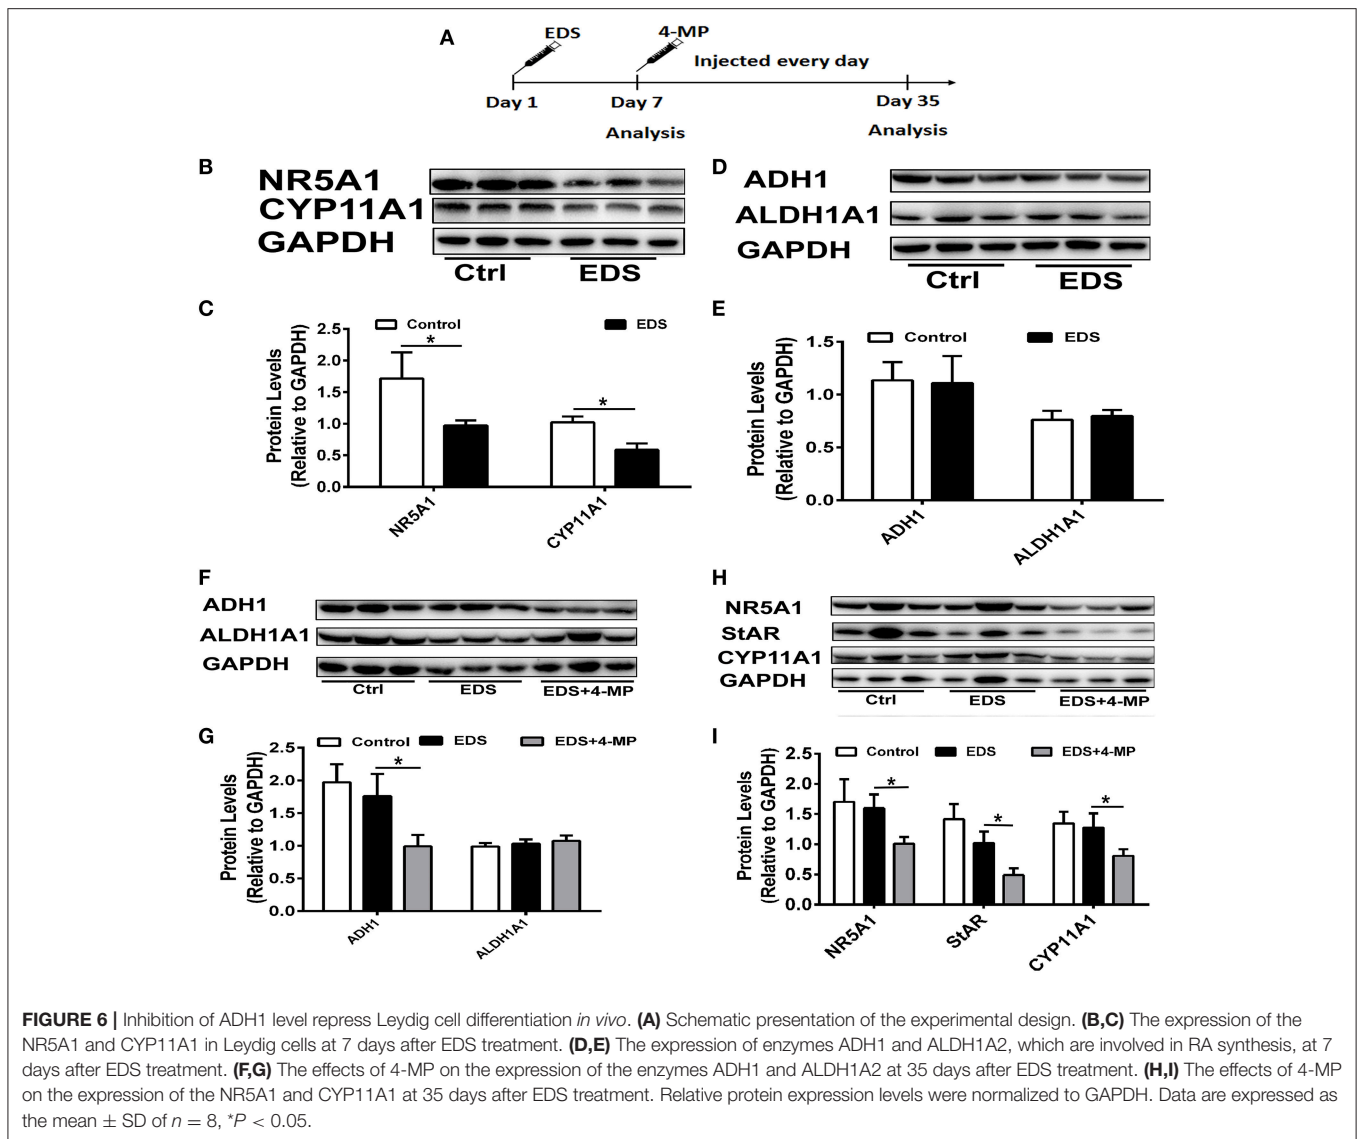 A
EDS
4-MP
Injected every day
Day 1
Day 7
Day 35
Analysis
Analysis
B
NR5A1
CYP11A1
GAPDH
Ctrl
EDS
D
ADH1
ALDH1A1
GAPDH
Ctrl
EDS
C
Control
EDS
Protein Levels
(Relative to GAPDH)
2.5
2.0
1.5
1.0
0.5
0.0
*
*
NR5A1
CYP11A1
E
Control
EDS
Protein Levels
(Relative to GAPDH)
1.5
1.0
0.5
0.0
ADH1
ALDH1A1
F
ADH1
ALDH1A1
GAPDH
Ctrl
EDS
EDS+4-MP
H
NR5A1
StAR
CYP11A1
GAPDH
Ctrl
EDS
EDS+4-MP
G
Control
EDS
EDS+4-MP
Protein Levels
(Relative to GAPDH)
2.5
2.0
1.5
1.0
0.5
0.0
*
ADH1
ALDH1A1
I
Control
EDS
EDS+4-MP
Protein Levels
(Relative to GAPDH)
2.5
2.0
1.5
1.0
0.5
0.0
*
*
*
NR5A1
StAR
CYP11A1
FIGURE 6 | Inhibition of ADH1 level repress Leydig cell differentiation in vivo. (A) Schematic presentation of the experimental design. (B,C) The expression of the
NR5A1 and CYP11A1 in Leydig cells at 7 days after EDS treatment. (D,E) The expression of enzymes ADH1 and ALDH1A2, which are involved in RA synthesis, at 7
days after EDS treatment. (F,G) The effects of 4-MP on the expression of the enzymes ADH1 and ALDH1A2 at 35 days after EDS treatment. (H,I) The effects of 4-MP
on the expression of the NR5A1 and CYP11A1 at 35 days after EDS treatment. Relative protein expression levels were normalized to GAPDH. Data are expressed as
the mean ± SD of n = 8, *P < 0.05.